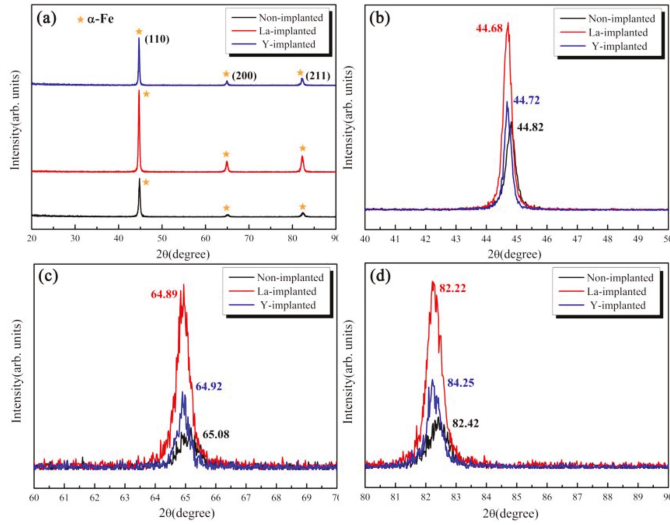 (a)
★ α-Fe
Non-implanted
La-implanted
Y-implanted
(110)
(200)
(211)
Intensity(arb. units)
20 30 40 50 60 70 80 90
2θ(degree)
(b)
Non-implanted
La-implanted
Y-implanted
44.68
44.72
44.82
Intensity(arb. units)
40 41 42 43 44 45 46 47 48 49 50
2θ(degree)
(c)
Non-implanted
La-implanted
Y-implanted
64.89
64.92
65.08
Intensity(arb. units)
60 61 62 63 64 65 66 67 68 69 70
2θ(degree)
(d)
Non-implanted
La-implanted
Y-implanted
82.22
84.25
82.42
Intensity(arb. units)
80 81 82 83 84 85 86 87 88 89 90
2θ(degree)